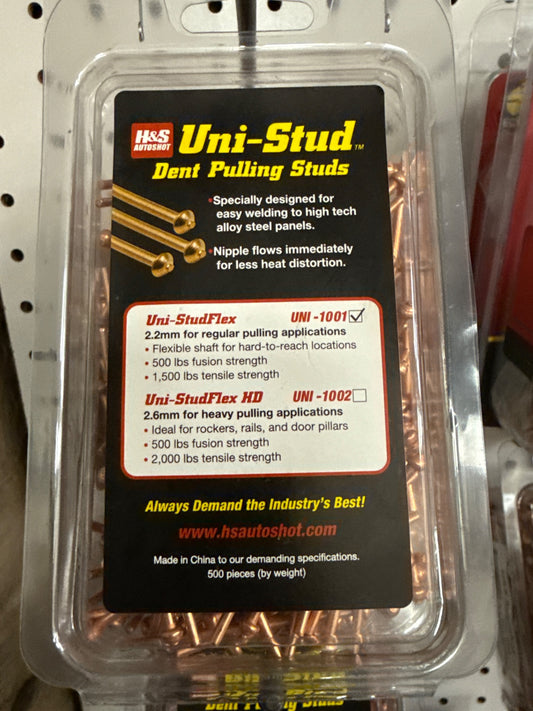 H&S
AUTOSHOT
Uni-Stud™
Dent Pulling Studs
•Specially designed for
easy welding to high tech
alloy steel panels.
•Nipple flows immediately
for less heat distortion.
Uni-StudFlex UNI -1001
2.2mm for regular pulling applications
• Flexible shaft for hard-to-reach locations
• 500 lbs fusion strength
• 1,500 lbs tensile strength
Uni-StudFlex HD UNI -1002
2.6mm for heavy pulling applications
• Ideal for rockers, rails, and door pillars
• 500 lbs fusion strength
• 2,000 lbs tensile strength
Always Demand the Industry's Best!
www.hsautoshot.com
Made in China to our demanding specifications.
500 pieces (by weight)
Dent Pulling Studs